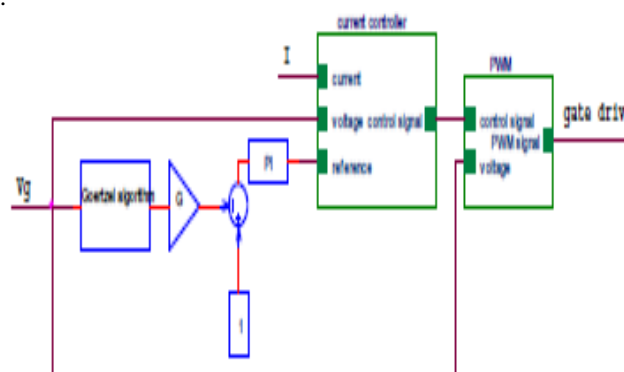 .
current controller
I
current
voltage control signal
reference
PWM
control signal
PWM signal
voltage
gate driv
PI
Vg
Goertzel algorithm
G
1